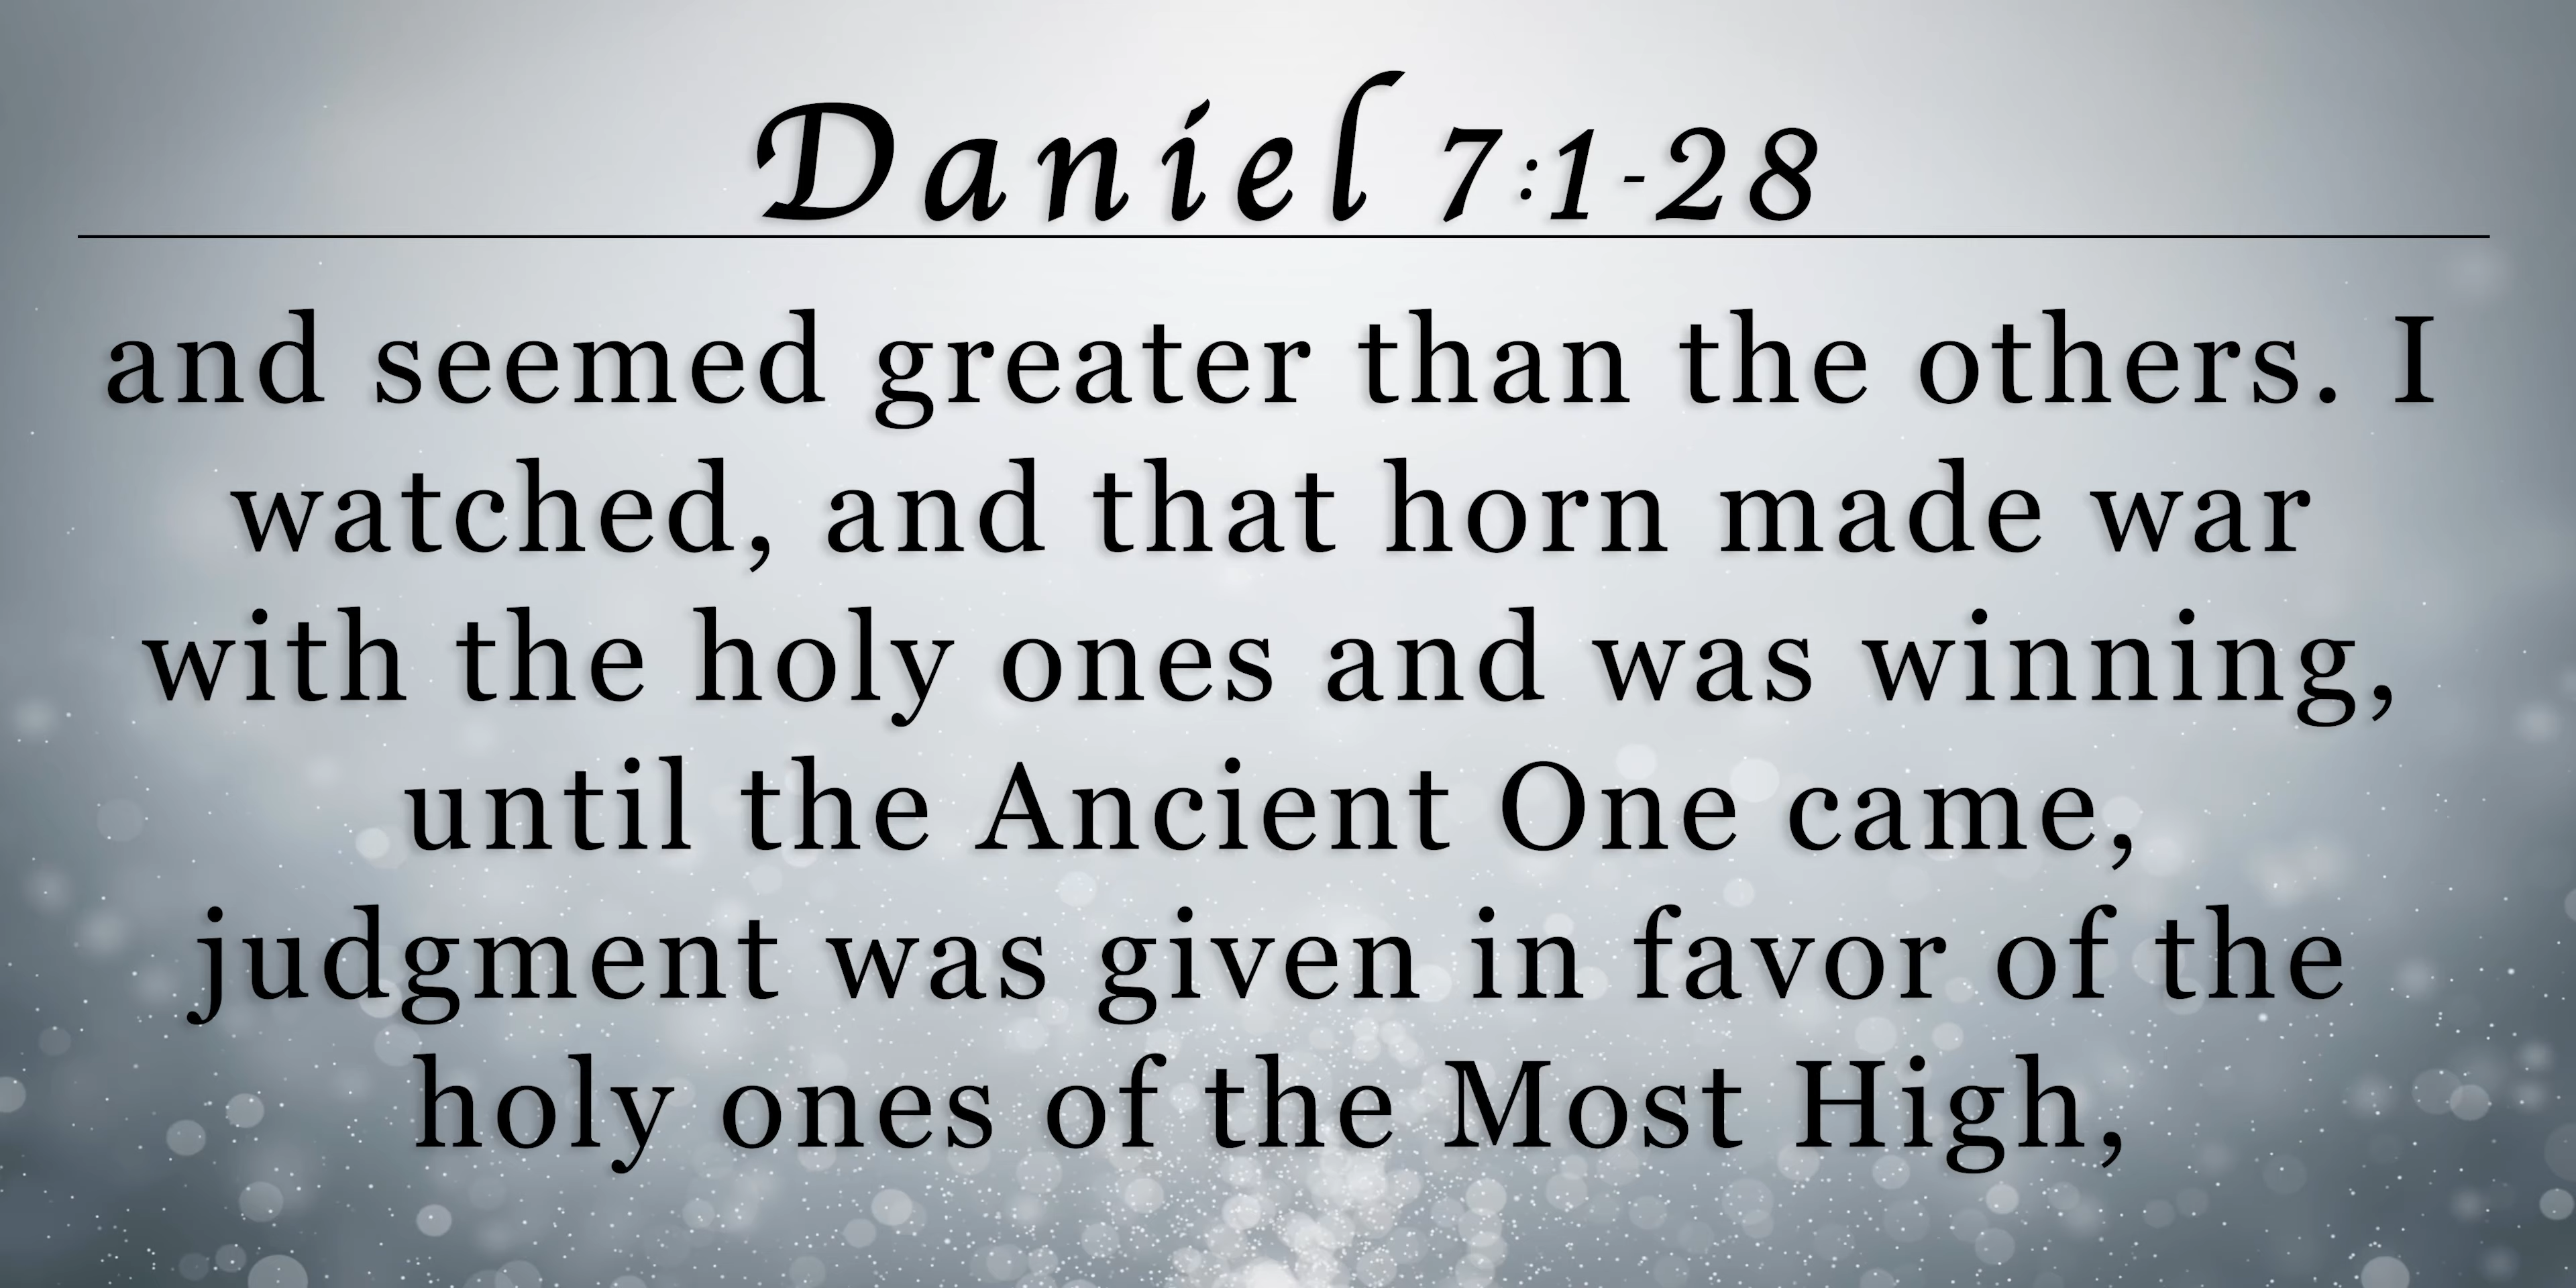 Daniel 7:1-28
and seemed greater than the others. I
watched, and that horn made war
with the holy ones and was winning,
until the Ancient One came,
judgment was given in favor of the
holy ones of the Most High,